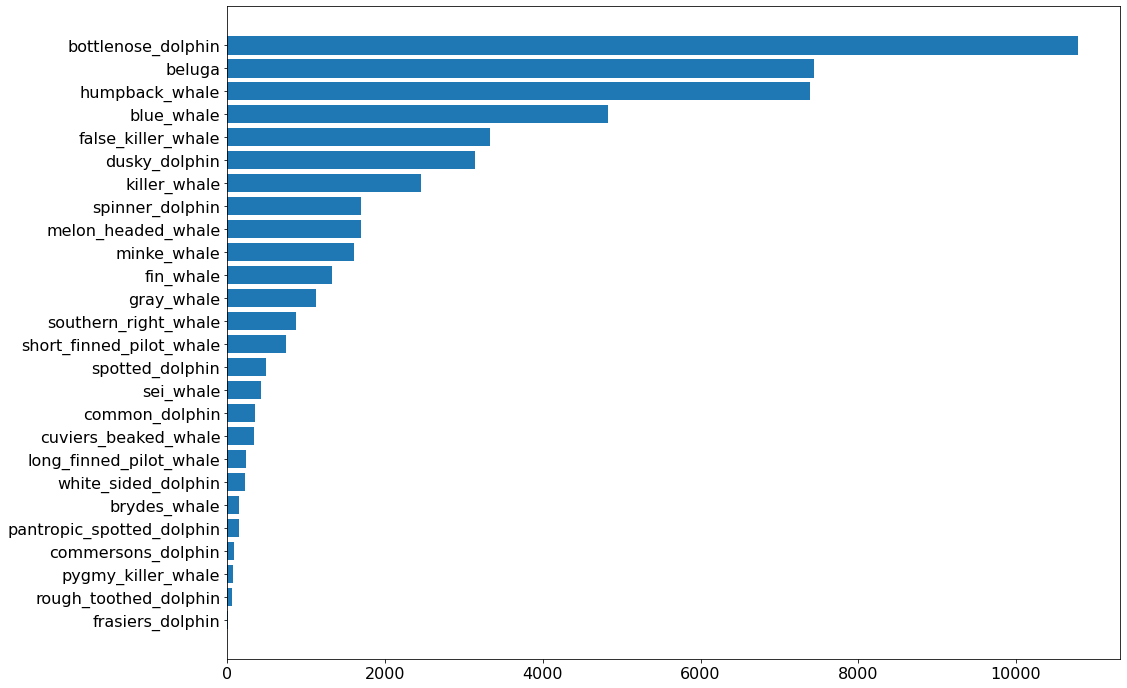 bottlenose_dolphin
beluga
humpback_whale
blue_whale
false_killer_whale
dusky_dolphin
killer_whale
spinner_dolphin
melon_headed_whale
minke_whale
fin_whale
gray_whale
southern_right_whale
short_finned_pilot_whale
spotted_dolphin
sei_whale
common_dolphin
cuviers_beaked_whale
long_finned_pilot_whale
white_sided_dolphin
brydes_whale
pantropic_spotted_dolphin
commersons_dolphin
pygmy_killer_whale
rough_toothed_dolphin
frasiers_dolphin
0 2000 4000 6000 8000 10000